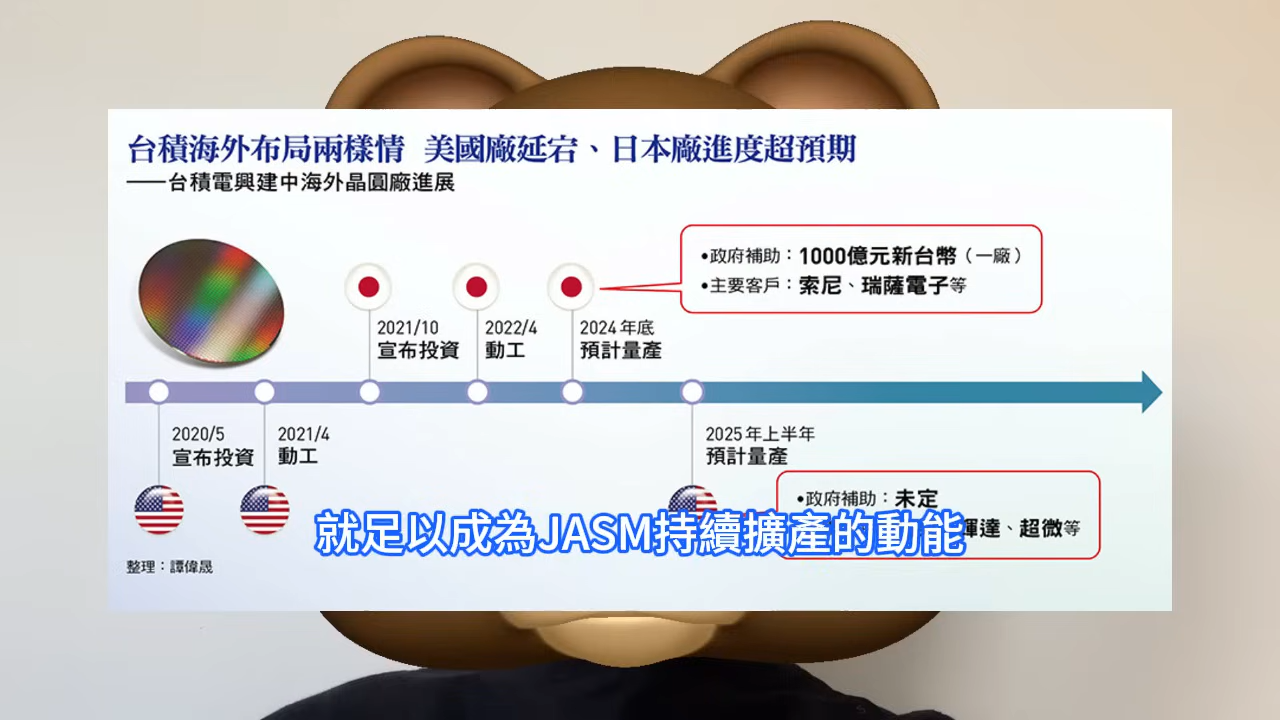 台積海外布局兩樣情 美國廠延宕、日本廠進度超預期
——台積電興建中海外晶圓廠進展
•政府補助：1000億元新台幣（一廠）
•主要客戶：索尼、瑞薩電子等
2021/10
宣布投資
2022/4
動工
2024年底
預計量產
2020/5
宣布投資
2021/4
動工
2025年上半年
預計量產
•政府補助：未定
輝達、超微等
就足以成為JASM持續擴產的動能
整理：譚偉晟